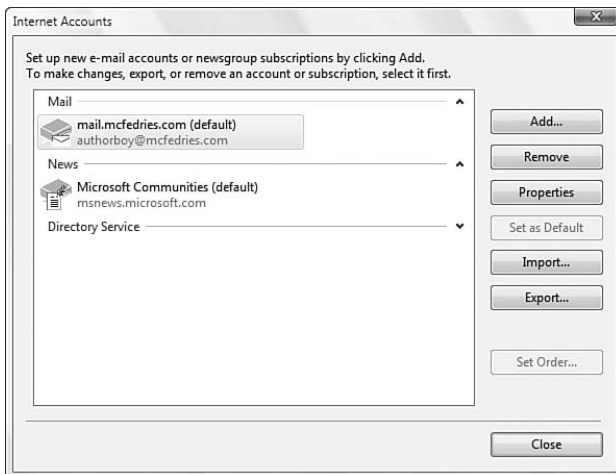 Internet Accounts
Set up new e-mail accounts or newsgroup subscriptions by clicking Add.
To make changes, export, or remove an account or subscription, select it first.
Mail
mail.mcfedries.com (default)
authorboy@mcfedries.com
News
Microsoft Communities (default)
msnews.microsoft.com
Directory Service
Add...
Remove
Properties
Set as Default
Import...
Export...
Set Order...
Close